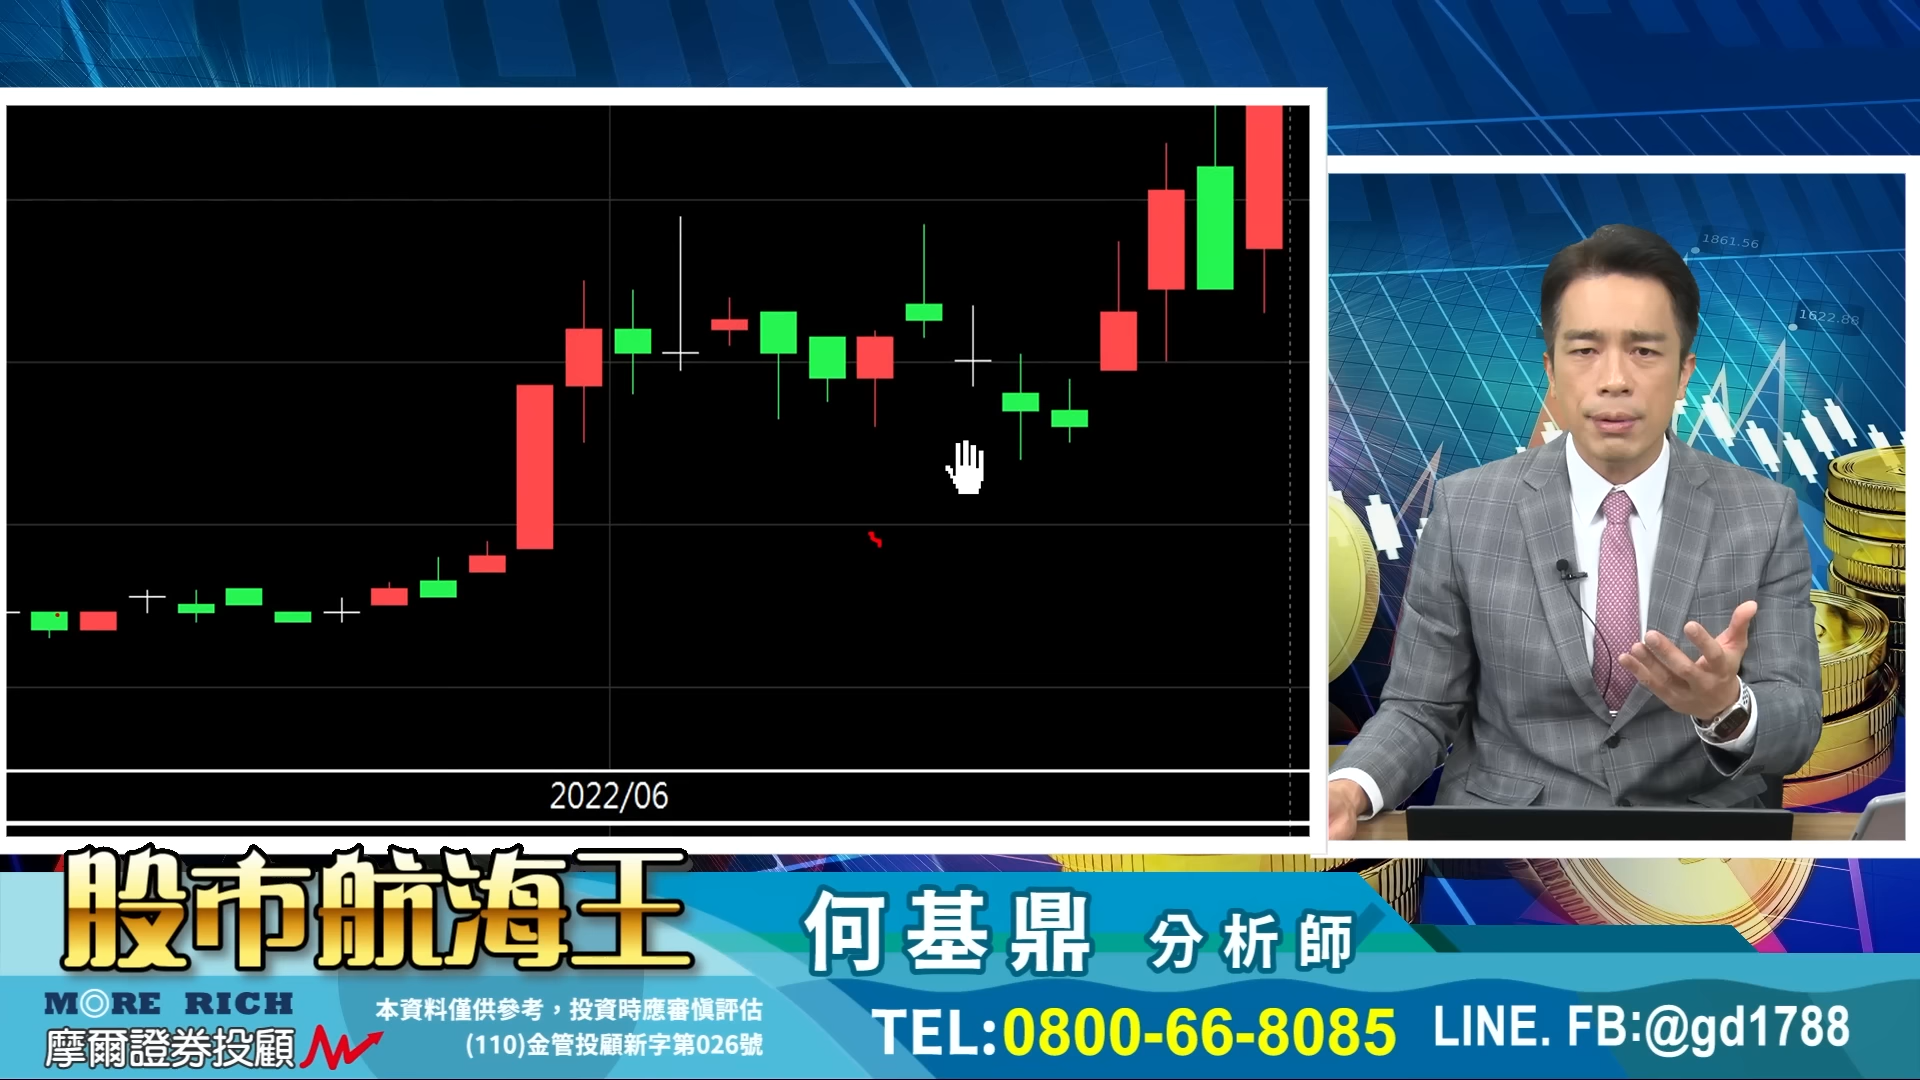 1861.56
1622.88
2022/06
股市航海王
何基鼎 分析師
MORE RICH
摩爾證券投顧
本資料僅供參考，投資時應審慎評估
(110)金管投顧新字第026號
TEL:0800-66-8085
LINE. FB:@gd1788